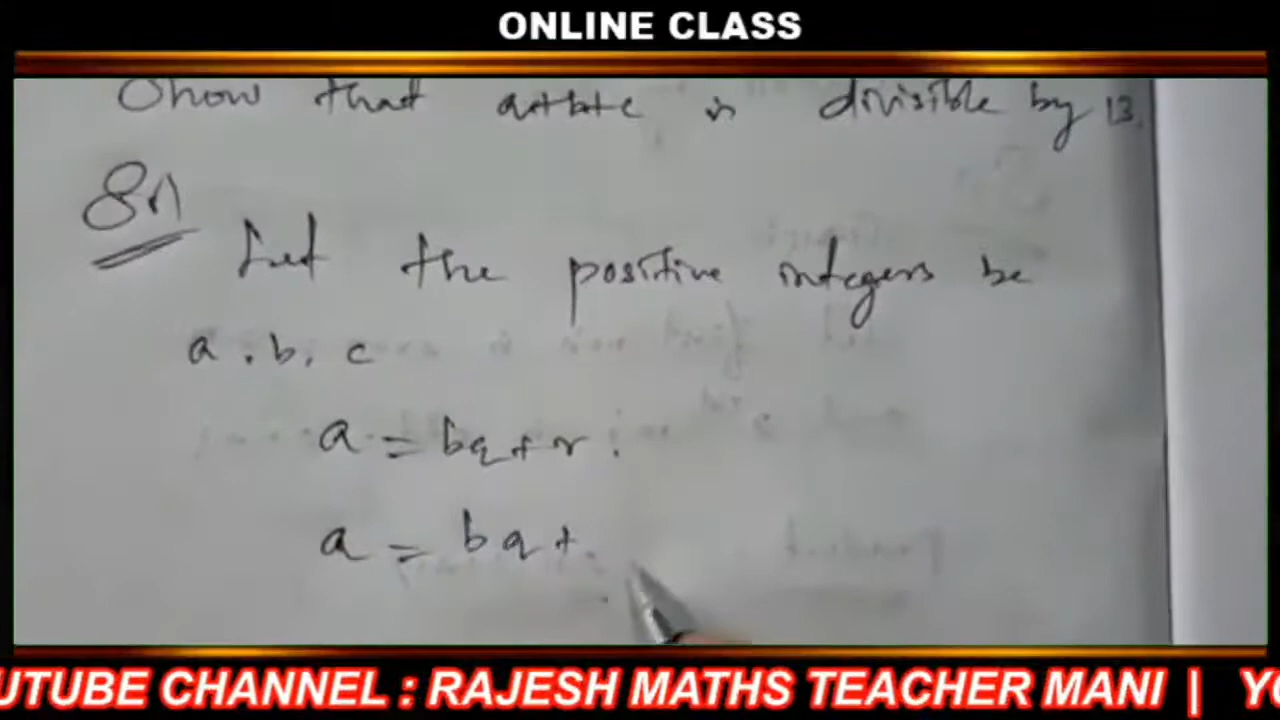 ONLINE CLASS
Show that a+b+c is divisible by 13.
Sol
Let the positive integers be
a, b, c
a = bq + r.
a = bq +
UTUBE CHANNEL : RAJESH MATHS TEACHER MANI | YO